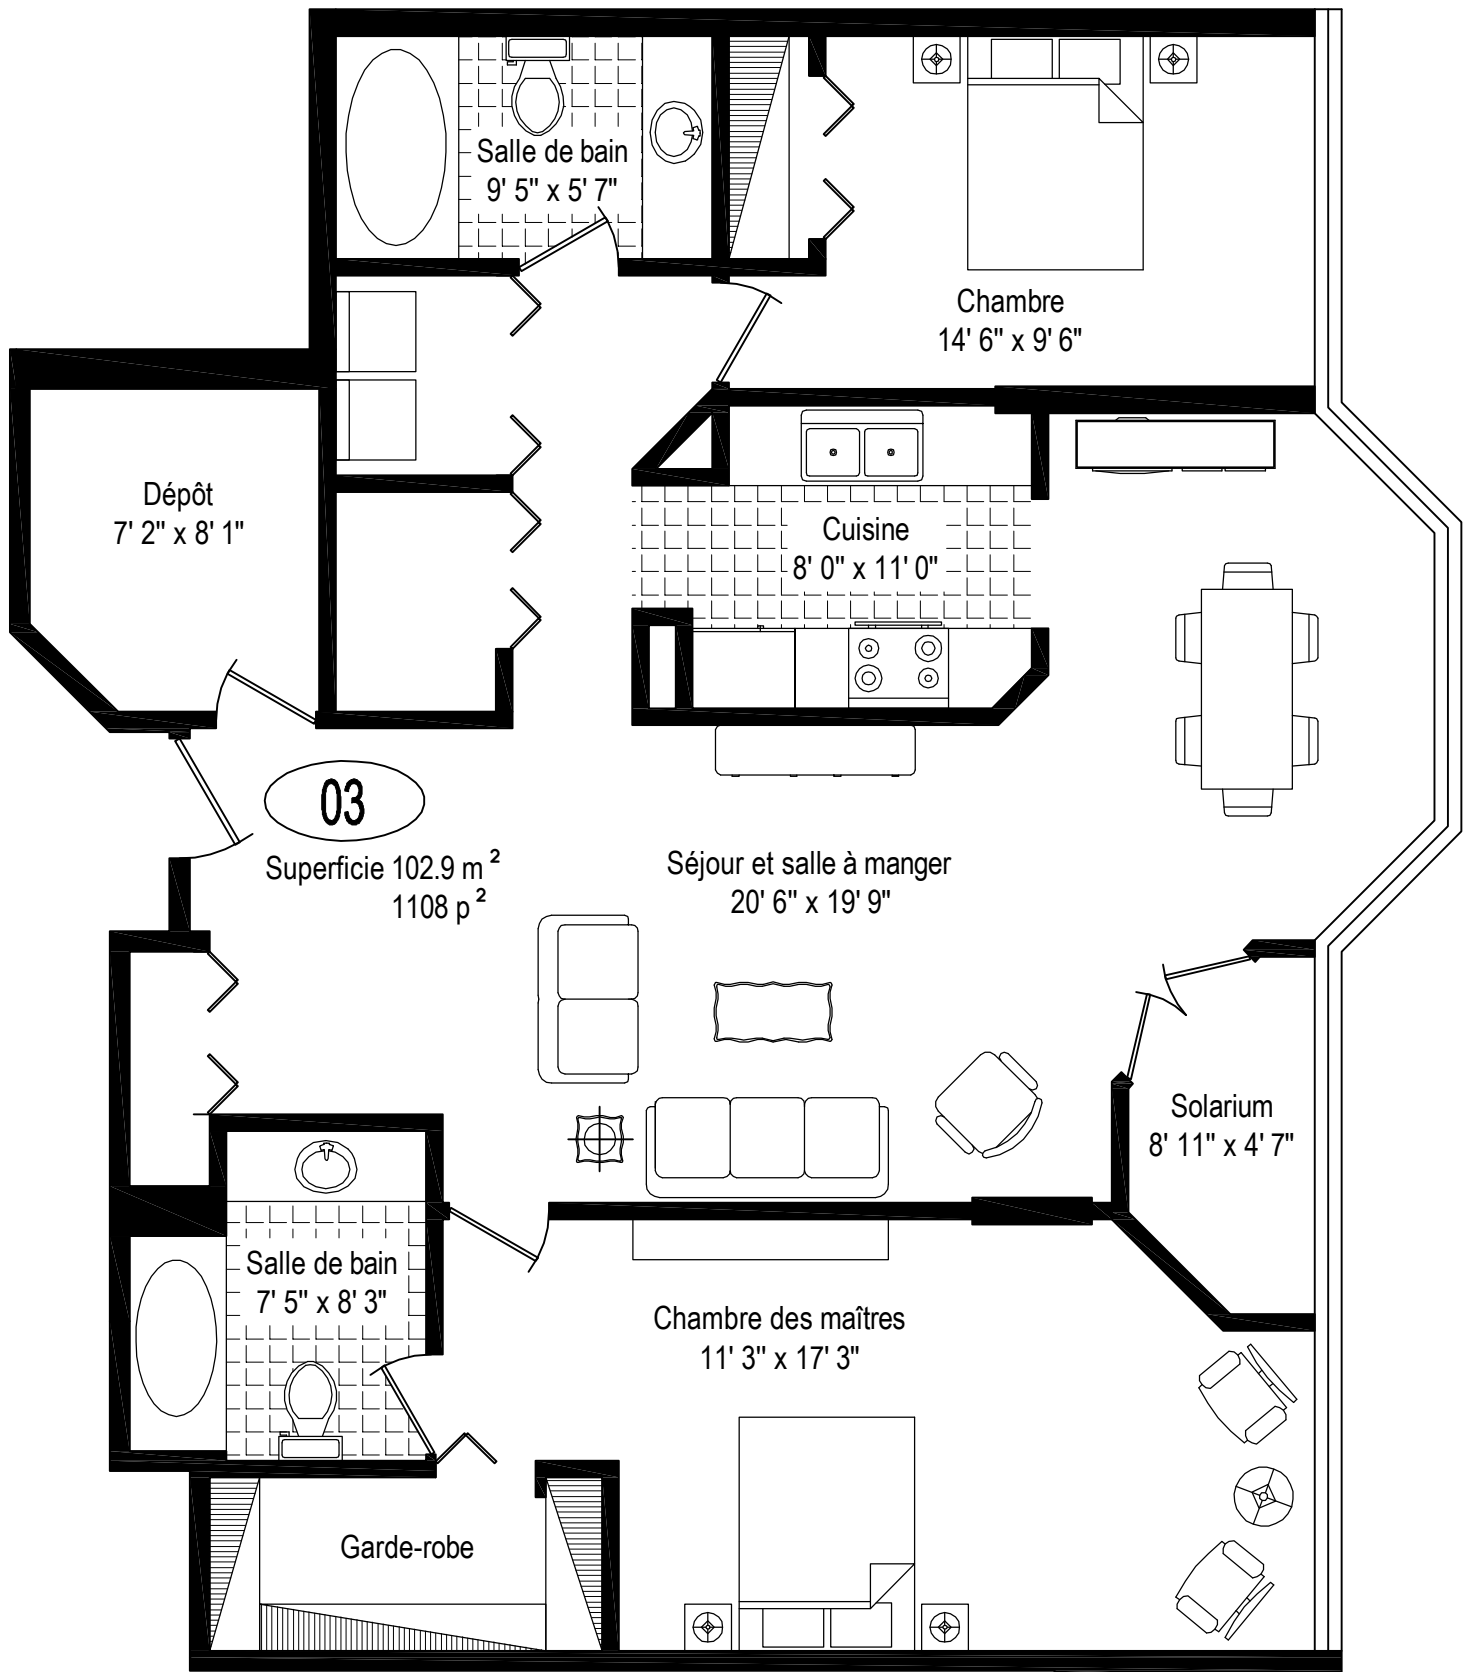 Salle de bain
9' 5" x 5' 7"
Chambre
14' 6" x 9' 6"
Dépôt
7' 2" x 8' 1"
Cuisine
8' 0" x 11' 0"
03
Superficie 102.9 m²
1108 p²
Séjour et salle à manger
20' 6" x 19' 9"
Solarium
8' 11" x 4' 7"
Salle de bain
7' 5" x 8' 3"
Chambre des maîtres
11' 3" x 17' 3"
Garde-robe